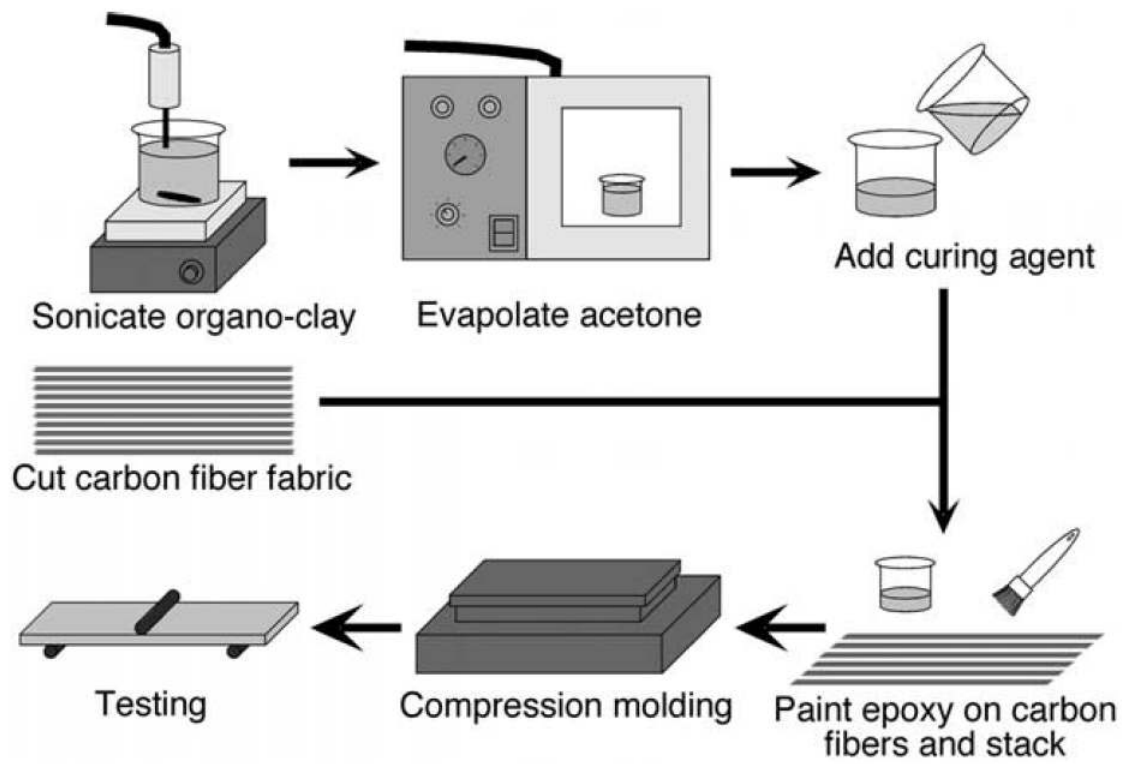 Sonicate organo-clay
Evapolate acetone
Add curing agent
Cut carbon fiber fabric
Paint epoxy on carbon
fibers and stack
Compression molding
Testing